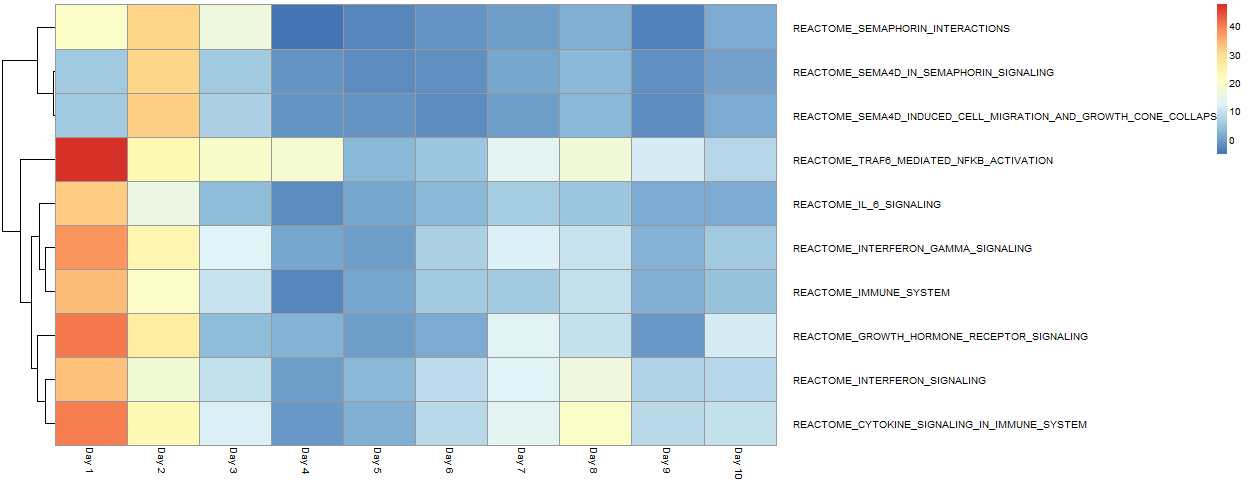 REACTOME_SEMAPHORIN_INTERACTIONS
REACTOME_SEMA4D_IN_SEMAPHORIN_SIGNALING
REACTOME_SEMA4D_INDUCED_CELL_MIGRATION_AND_GROWTH_CONE_COLLAPS
REACTOME_TRAF6_MEDIATED_NFKB_ACTIVATION
REACTOME_IL_6_SIGNALING
REACTOME_INTERFERON_GAMMA_SIGNALING
REACTOME_IMMUNE_SYSTEM
REACTOME_GROWTH_HORMONE_RECEPTOR_SIGNALING
REACTOME_INTERFERON_SIGNALING
REACTOME_CYTOKINE_SIGNALING_IN_IMMUNE_SYSTEM
40
30
20
10
0
Day 1
Day 2
Day 3
Day 4
Day 5
Day 6
Day 7
Day 8
Day 9
Day 10